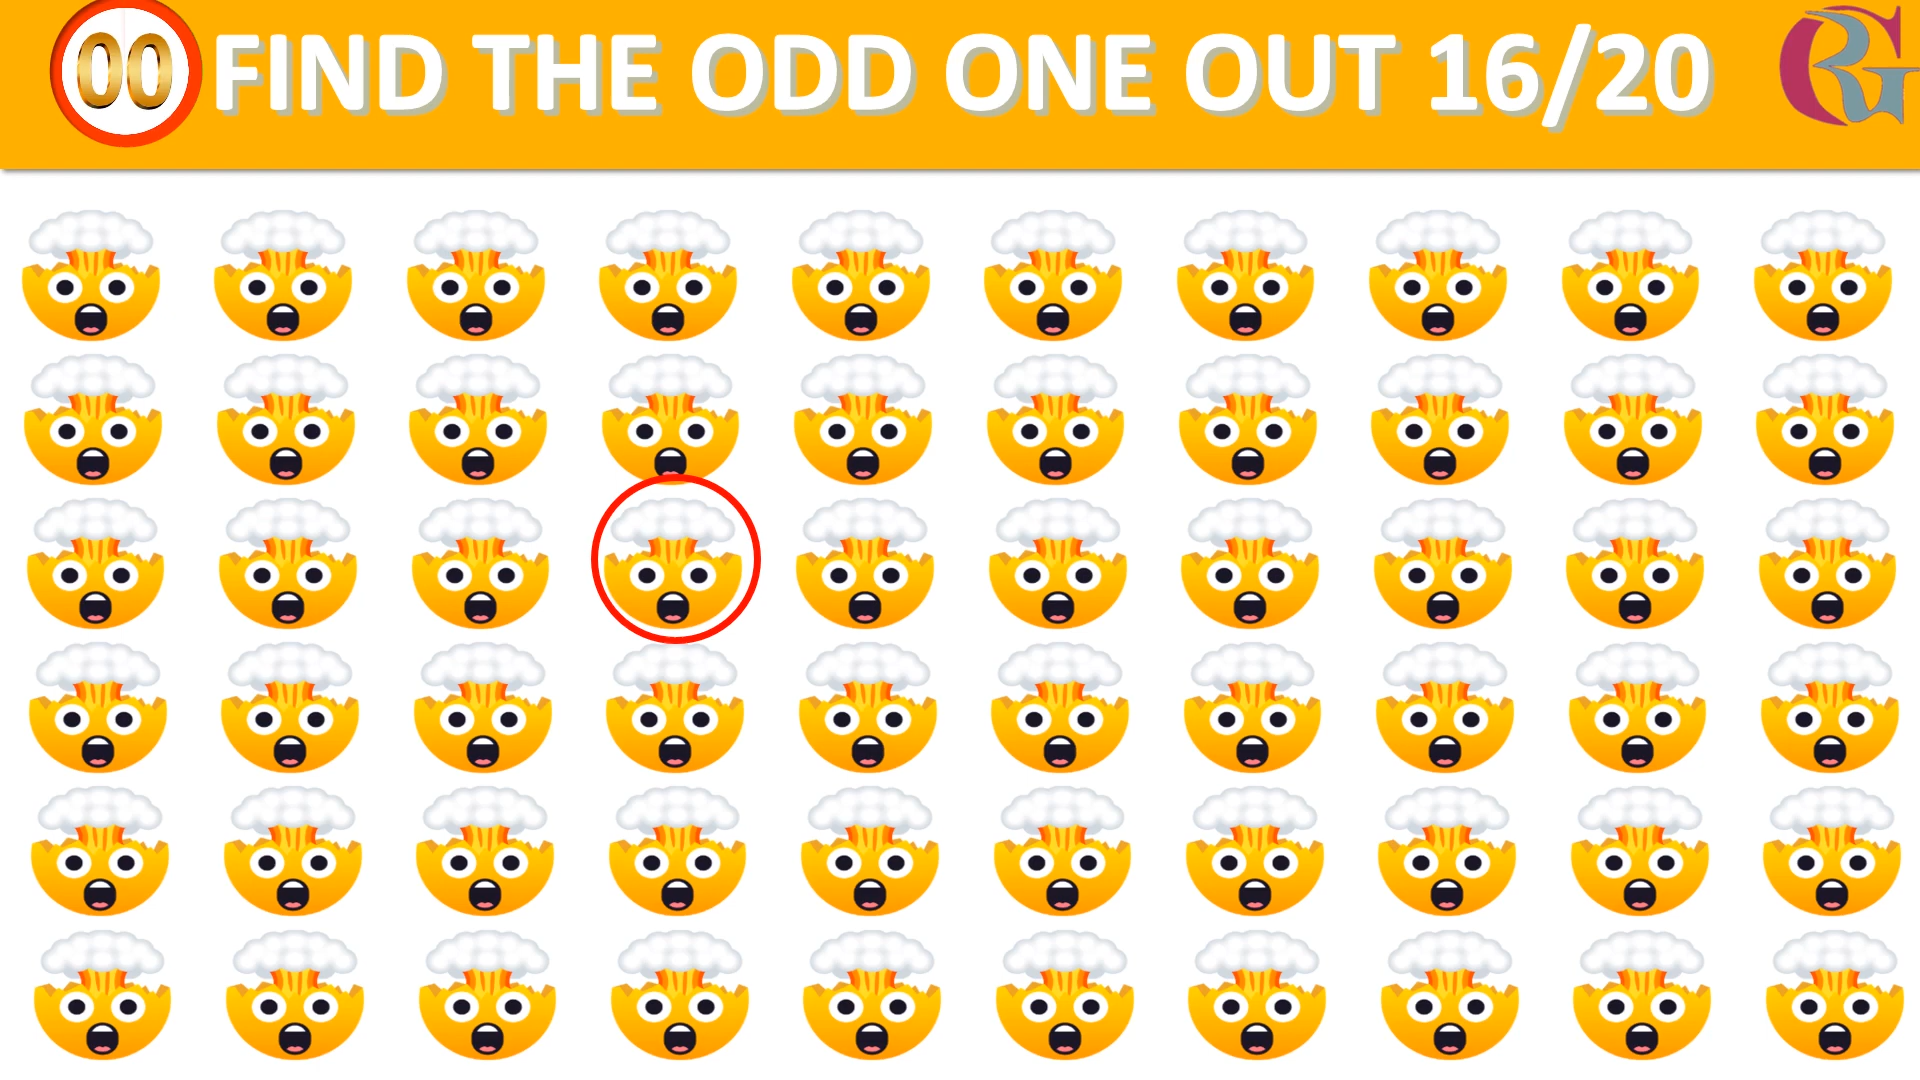 00 FIND THE ODD ONE OUT 16/20